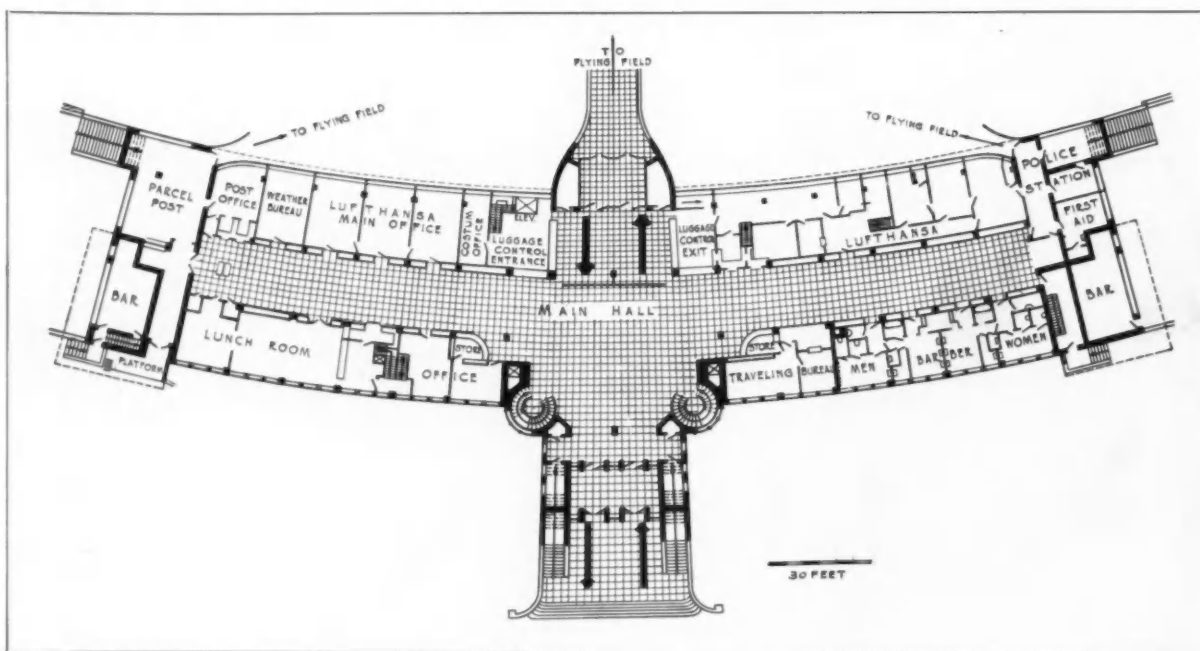 TO
FLYING FIELD
TO FLYING FIELD
TO FLYING FIELD
PARCEL
POST
POST
OFFICE
WEATHER
BUREAU
LUFTHANSA
MAIN OFFICE
COSTUM
OFFICE
ELEV.
LUGGAGE
CONTROL
ENTRANCE
LUGGAGE
CONTROL
EXIT
LUFTHANSA
POLICE
STATION
FIRST
AID
BAR
BAR
MAIN HALL
PLATFORM
LUNCH ROOM
OFFICE
STORE
STORE
TRAVELING
BUREAU
MEN
BARBER
WOMEN
30 FEET